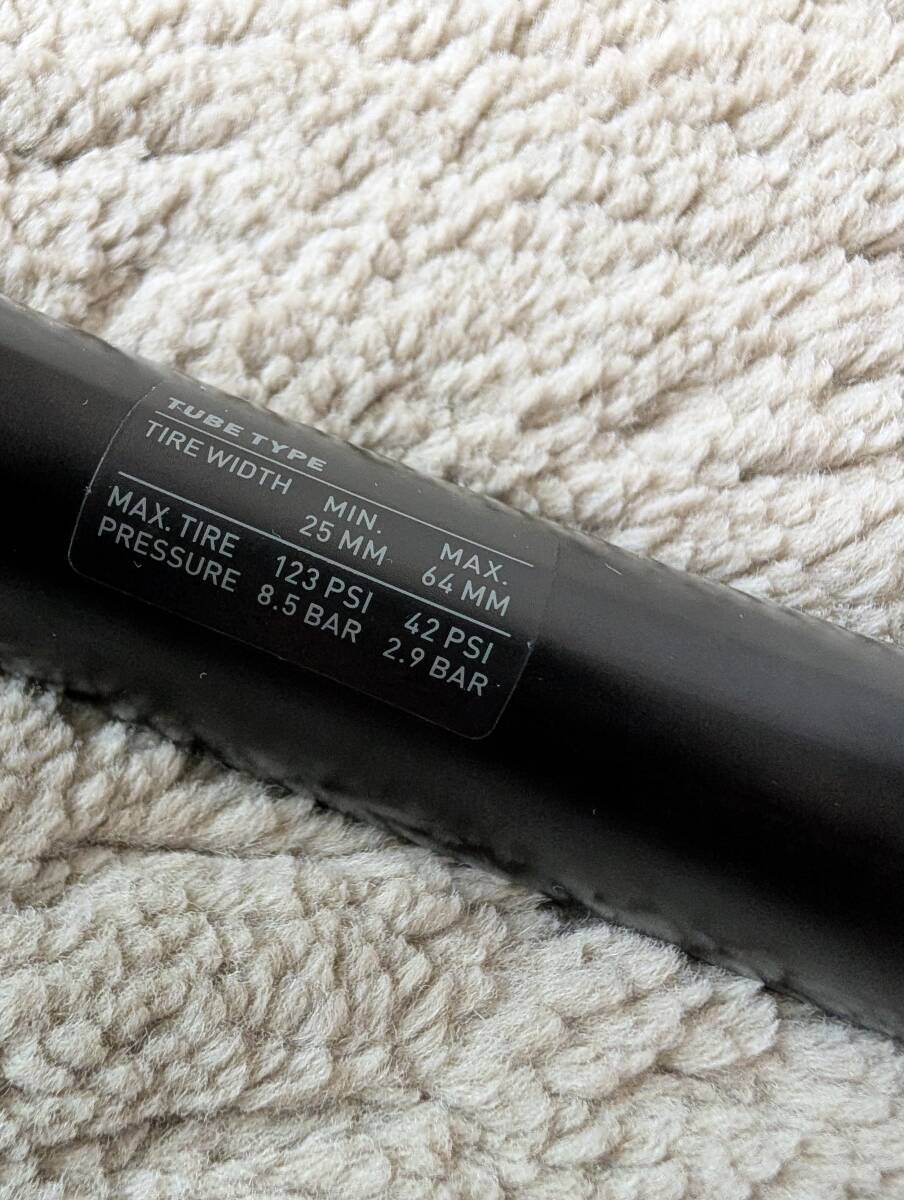 TUBE TYPE
TIRE WIDTH MIN. MAX.
25 MM 64 MM
MAX. TIRE 123 PSI 42 PSI
PRESSURE 8.5 BAR 2.9 BAR